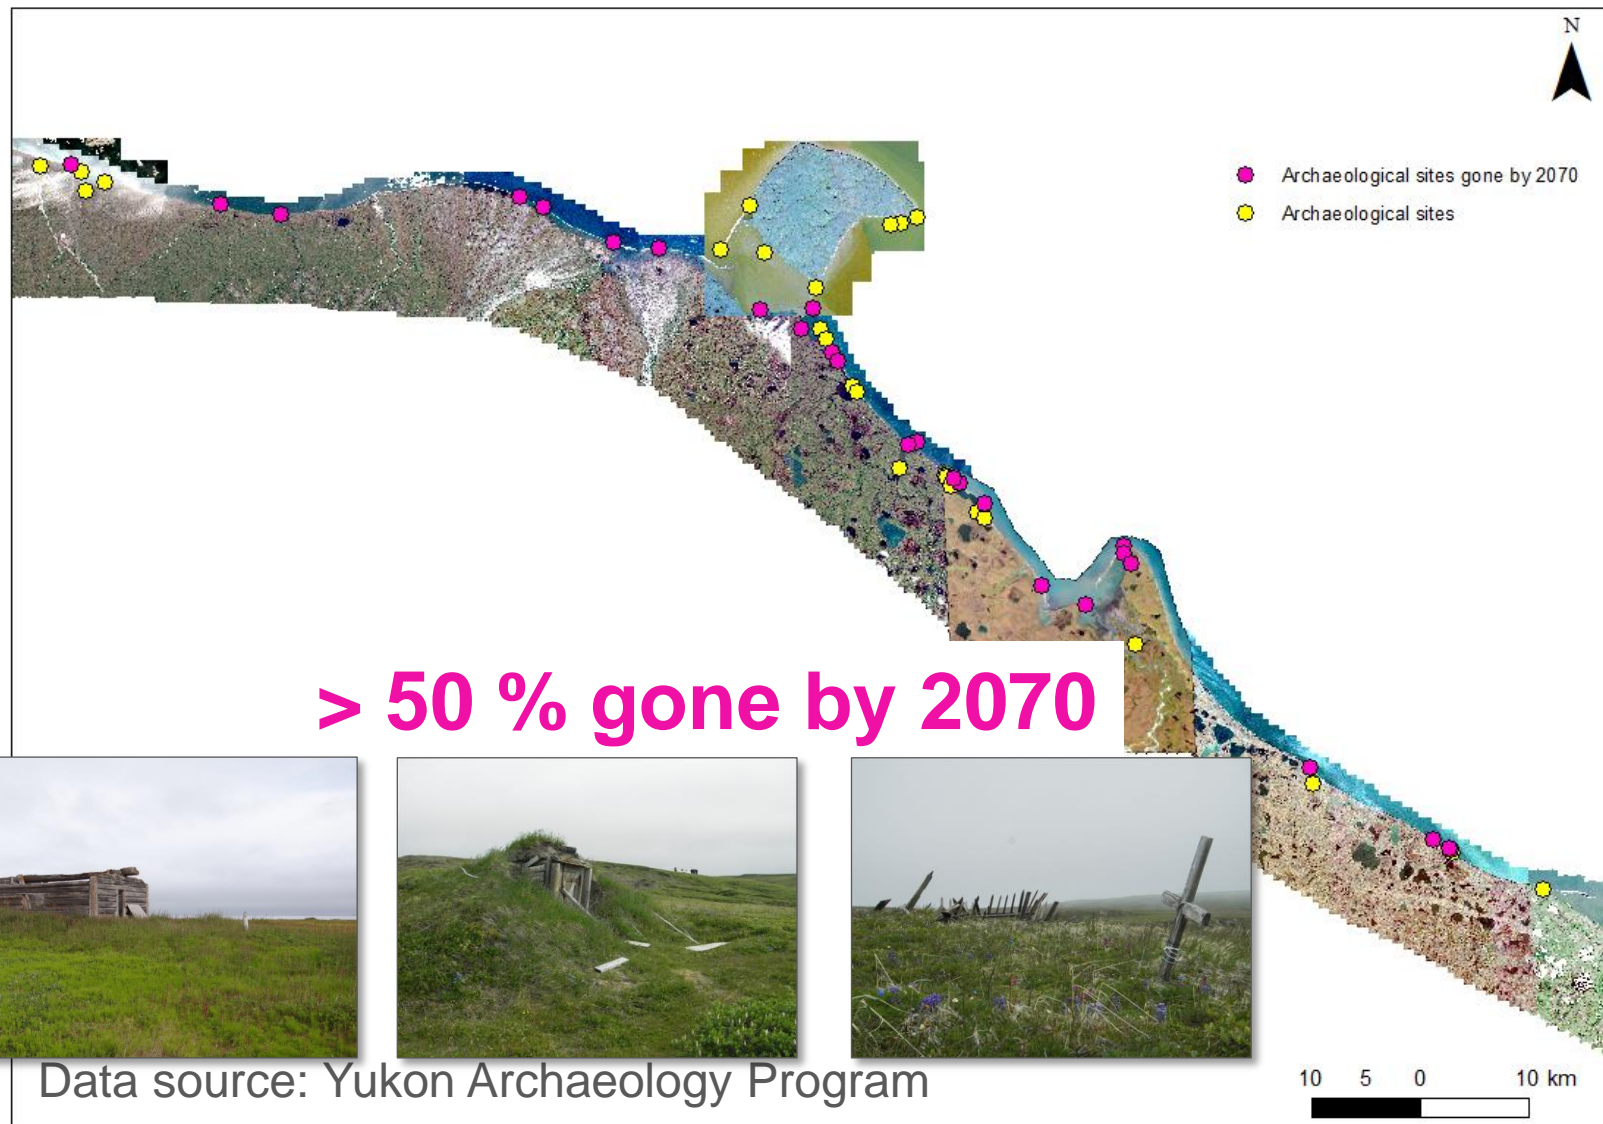 N
Archaeological sites gone by 2070
Archaeological sites
> 50 % gone by 2070
Data source: Yukon Archaeology Program
10 5 0 10 km